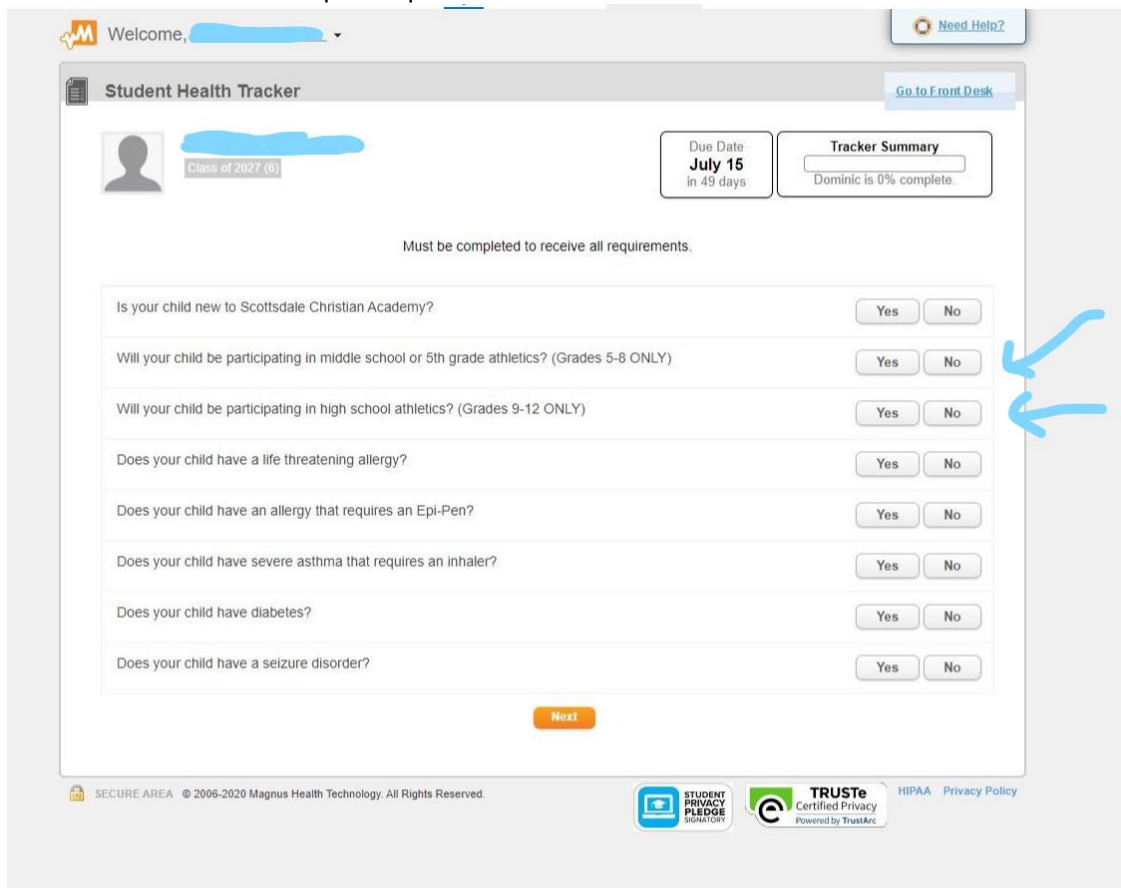 Welcome,
Need Help?
Student Health Tracker
Go to Front Desk
Class of 2027 (6)
Due Date
July 15
in 49 days
Tracker Summary
Dominic is 0% complete.
Must be completed to receive all requirements.
Is your child new to Scottsdale Christian Academy? Yes No
Will your child be participating in middle school or 5th grade athletics? (Grades 5-8 ONLY) Yes No
Will your child be participating in high school athletics? (Grades 9-12 ONLY) Yes No
Does your child have a life threatening allergy? Yes No
Does your child have an allergy that requires an Epi-Pen? Yes No
Does your child have severe asthma that requires an inhaler? Yes No
Does your child have diabetes? Yes No
Does your child have a seizure disorder? Yes No
Next
SECURE AREA © 2006-2020 Magnus Health Technology. All Rights Reserved.
STUDENT
PRIVACY
PLEDGE
SIGNATORY
TRUSTe
Certified Privacy
Powered by TrustArc
HIPAA Privacy Policy